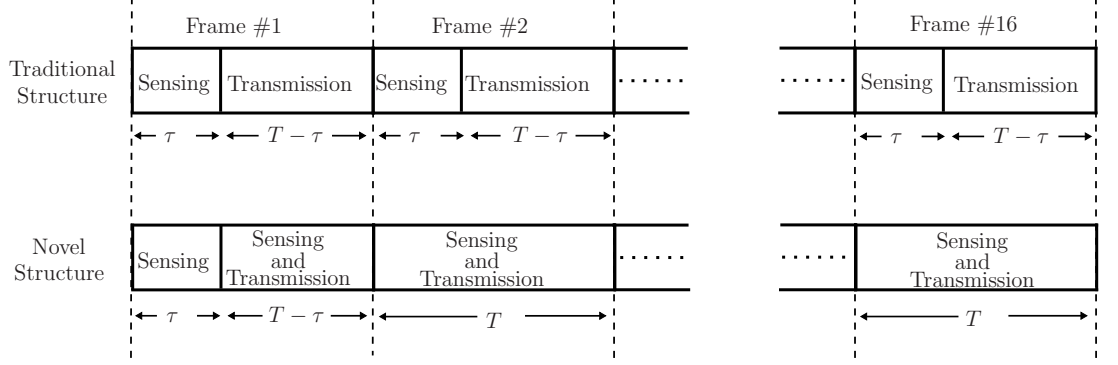 Frame #1
Frame #2
Frame #16
Traditional
Structure
Sensing
Transmission
Sensing
Transmission
......
......
Sensing
Transmission
τ
T − τ
τ
T − τ
τ
T − τ
Novel
Structure
Sensing
Sensing
and
Transmission
Sensing
and
Transmission
......
......
Sensing
and
Transmission
τ
T − τ
T
T